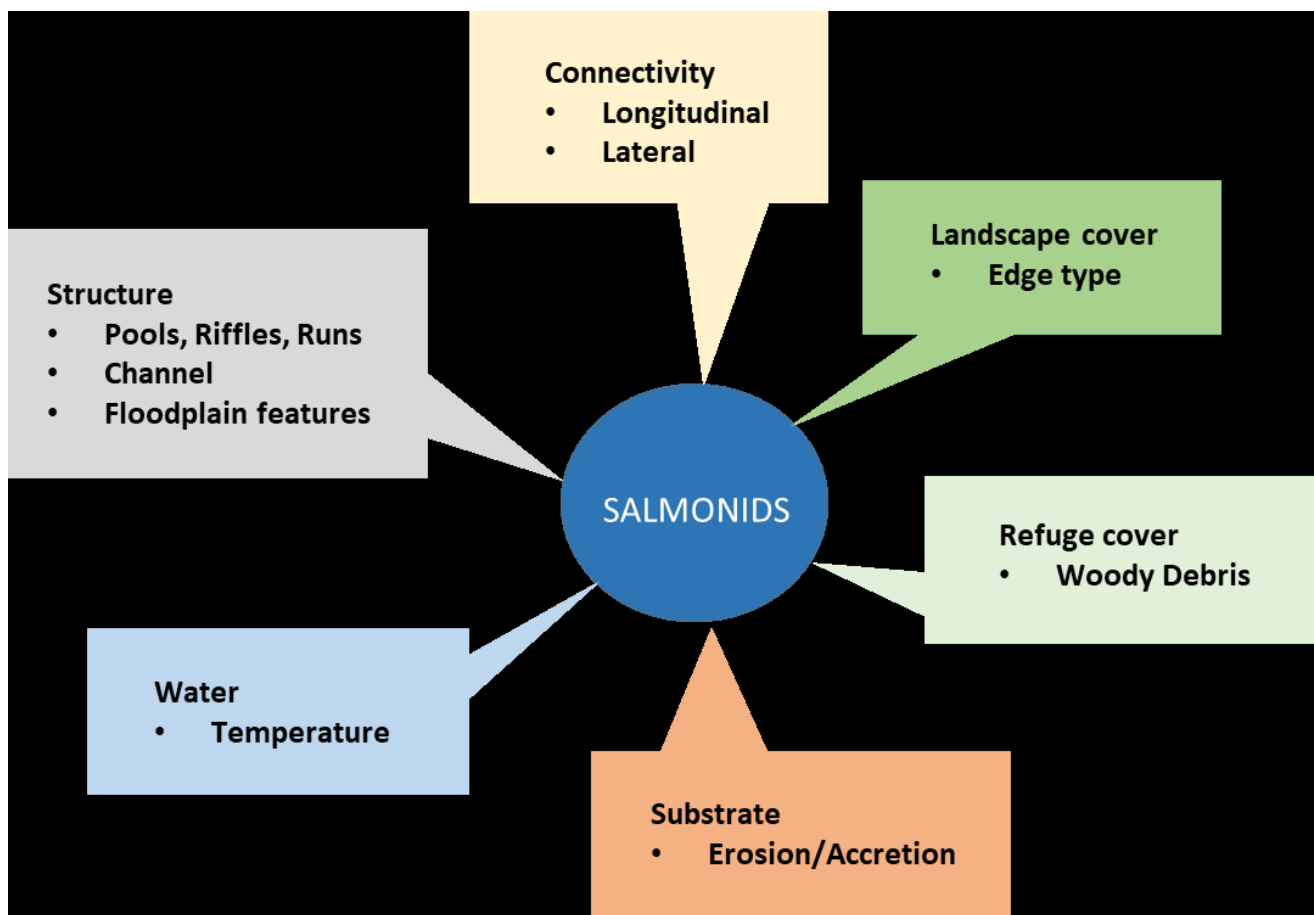 Connectivity
• Longitudinal
• Lateral
Landscape cover
• Edge type
Structure
• Pools, Riffles, Runs
• Channel
• Floodplain features
SALMONIDS
Refuge cover
• Woody Debris
Water
• Temperature
Substrate
• Erosion/Accretion